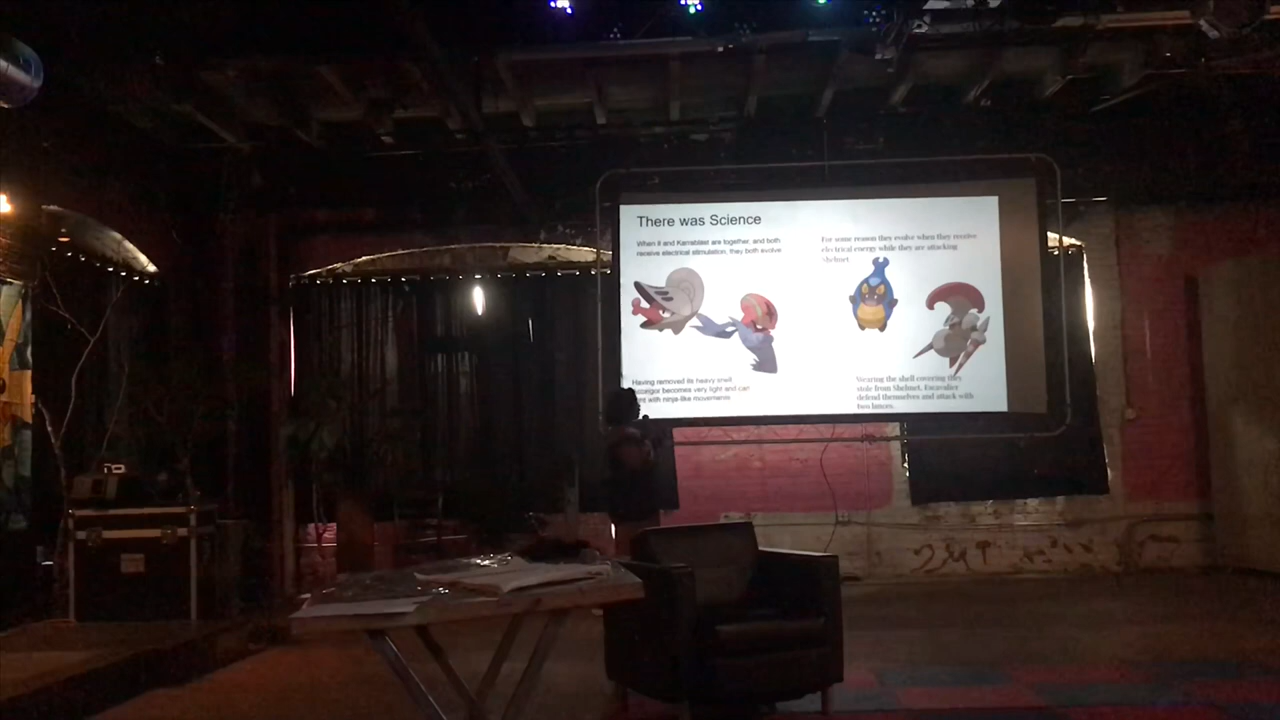 There was Science
When it and Karrablast are together, and both
receive electrical stimulation, they both evolve
For some reason they evolve when they receive
electrical energy while they are attacking
Shelmet
Having removed its heavy shell
becomes very light and can
with ninja-like movements
Wearing the shell covering they
stole from Shelmet, Escavalier
defend themselves and attack with
two lances.